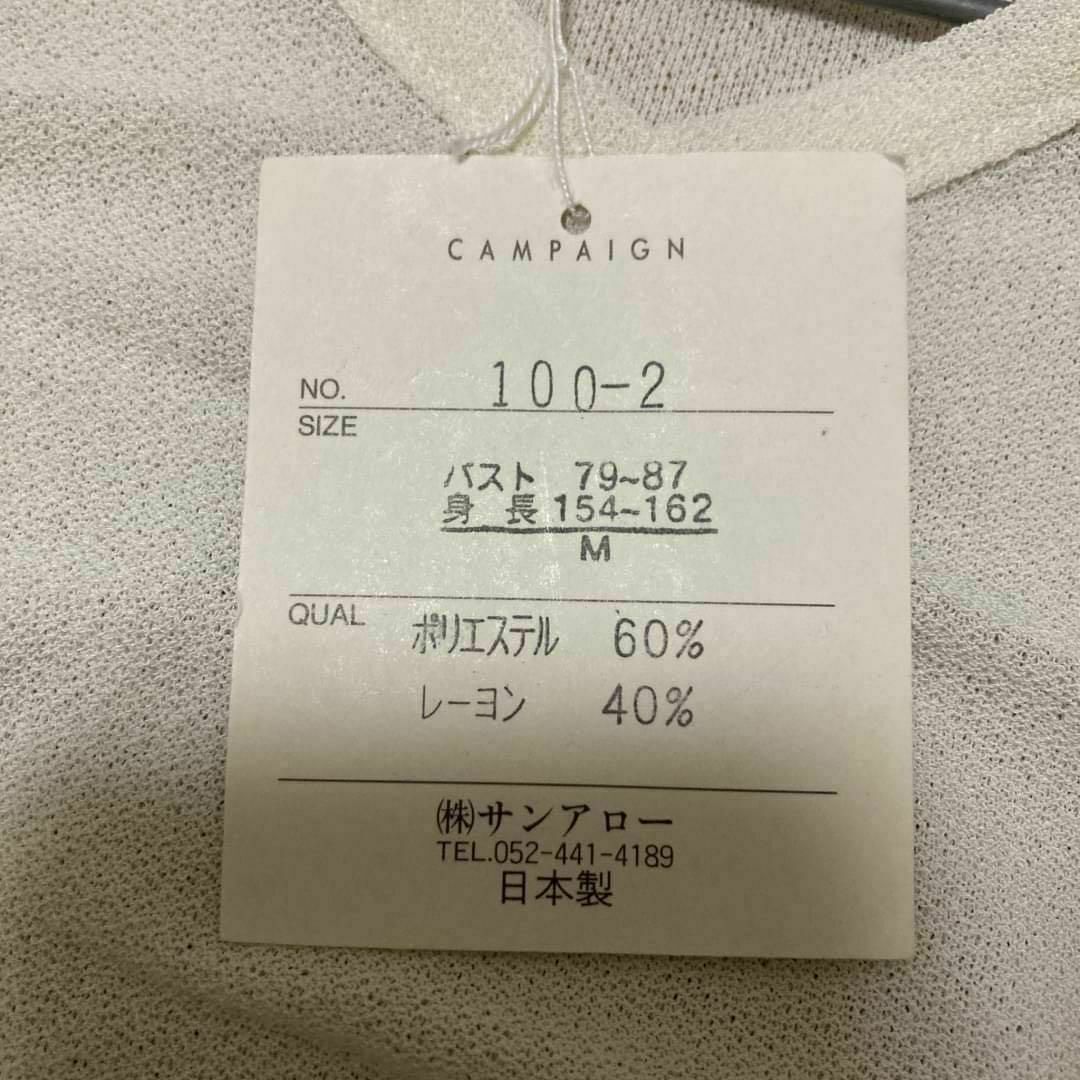 CAMPAIGN
NO. 100-2
SIZE
バスト 79~87
身長 154~162
M
QUAL ポリエステル 60%
レーヨン 40%
㈱サンアロー
TEL.052-441-4189
日本製